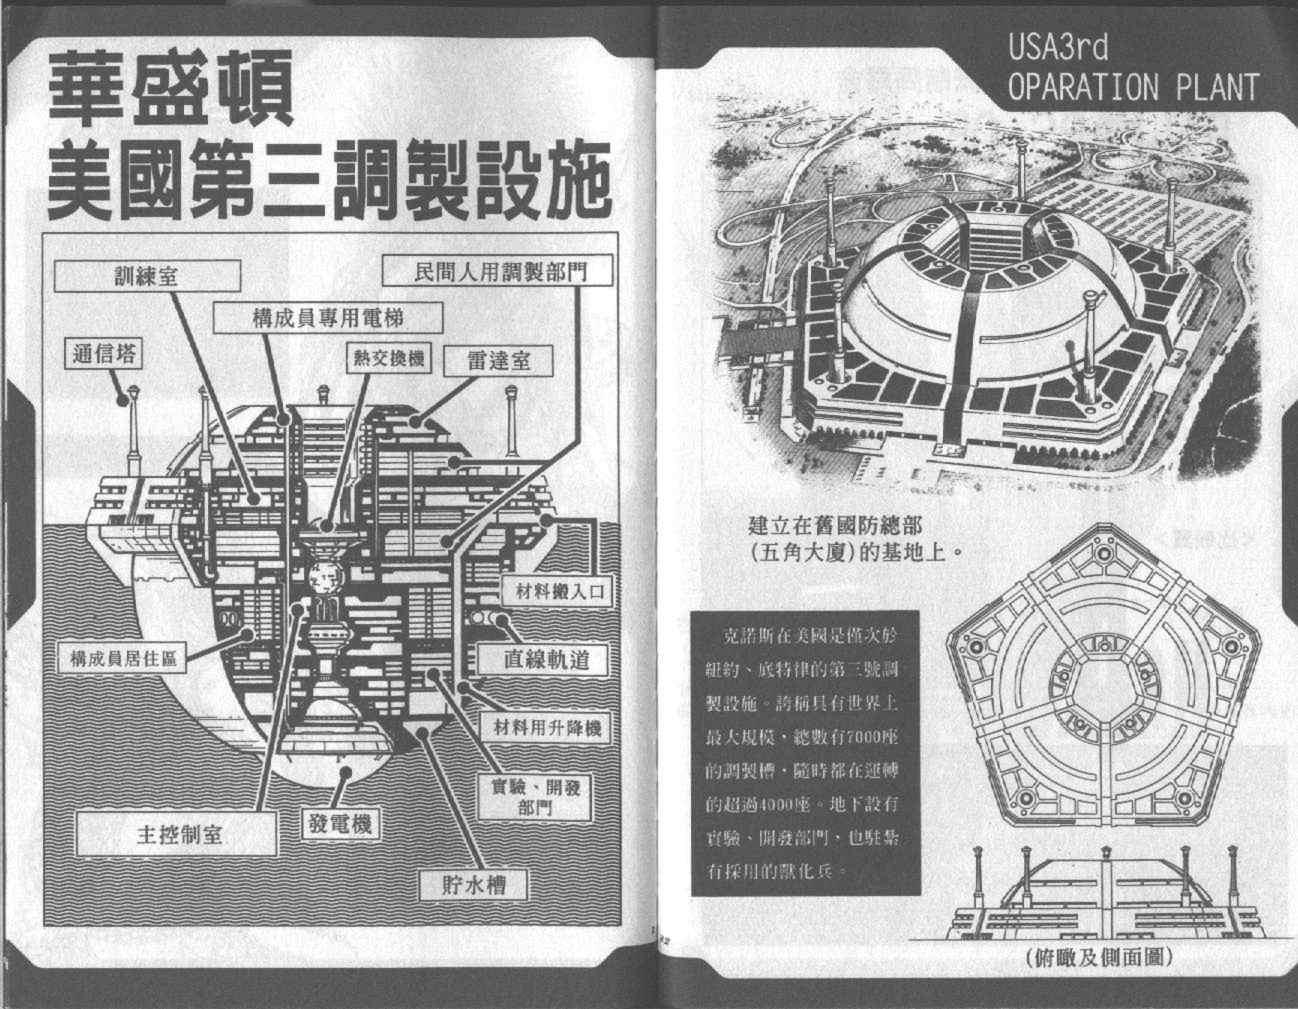 華盛頓
美國第三調製設施
訓練室
民間人用調製部門
構成員專用電梯
通信塔
熱交換機
雷達室
材料搬入口
構成員居住區
直線軌道
材料用升降機
實驗、開發
部門
主控制室
發電機
貯水槽
USA3rd
OPARATION PLANT
建立在舊國防總部
(五角大廈)的基地上。
克諾斯在美國是僅次於
紐約、底特律的第三號調
製設施。誇稱具有世界上
最大規模，總數有7000座
的調製槽，隨時都在運轉
的超過4000座。地下設有
實驗、開發部門，也駐紮
有採用的獸化兵。
(俯瞰及側面圖)